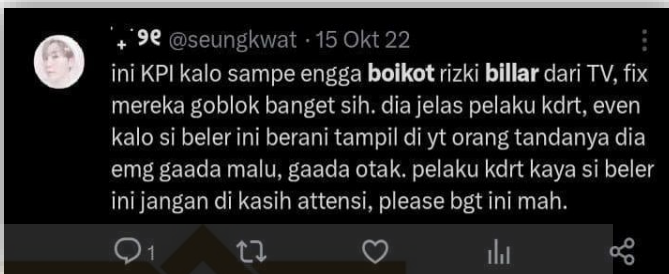 ⁺˚9୧ @seungkwat · 15 Okt 22
ini KPI kalo sampe engga boikot rizki billar dari TV, fix
mereka goblok banget sih. dia jelas pelaku kdrt, even
kalo si beler ini berani tampil di yt orang tandanya dia
emg gaada malu, gaada otak. pelaku kdrt kaya si beler
ini jangan di kasih attensi, please bgt ini mah.
1